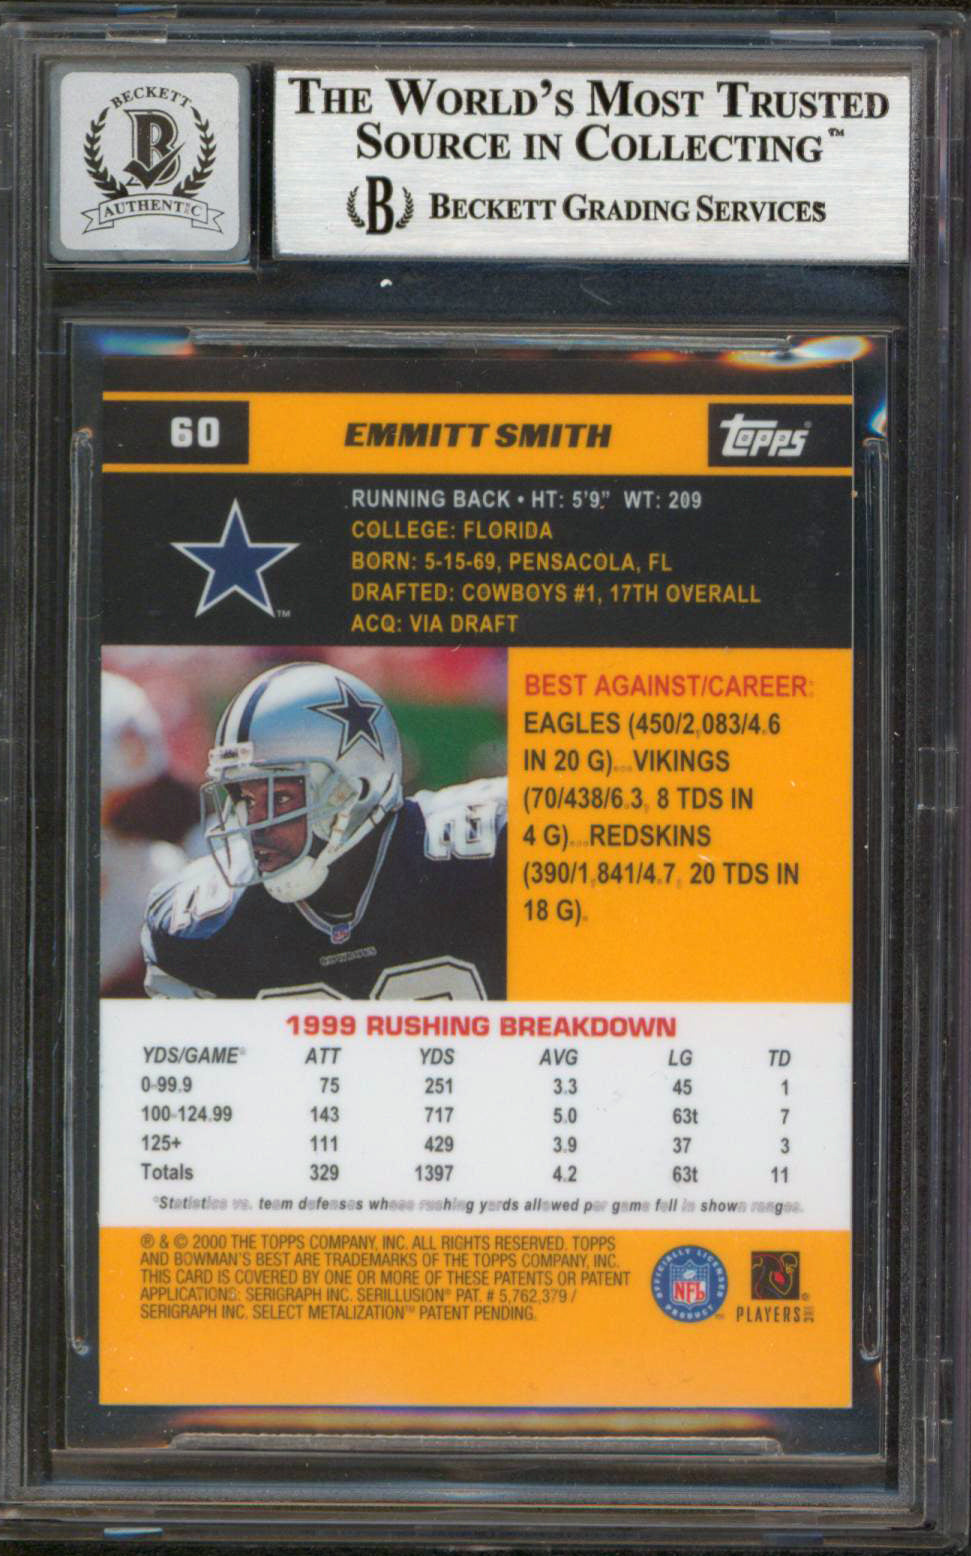 BECKETT
B
AUTHENTIC
THE WORLD'S MOST TRUSTED
SOURCE IN COLLECTING™
B BECKETT GRADING SERVICES
60 EMMITT SMITH Topps
RUNNING BACK • HT: 5'9" WT: 209
COLLEGE: FLORIDA
BORN: 5-15-69, PENSACOLA, FL
DRAFTED: COWBOYS #1, 17TH OVERALL
ACQ: VIA DRAFT
™
BEST AGAINST/CAREER:
EAGLES (450/2,083/4.6
IN 20 G)...VIKINGS
(70/438/6.3, 8 TDS IN
4 G)...REDSKINS
(390/1,841/4.7, 20 TDS IN
18 G).
COWBOYS
1999 RUSHING BREAKDOWN
YDS/GAME* ATT YDS AVG LG TD
0-99.9 75 251 3.3 45 1
100-124.99 143 717 5.0 63t 7
125+ 111 429 3.9 37 3
Totals 329 1397 4.2 63t 11
*Statistics vs. team defenses whose rushing yards allowed per game fell in shown ranges.
® & © 2000 THE TOPPS COMPANY, INC. ALL RIGHTS RESERVED. TOPPS
AND BOWMAN'S BEST ARE TRADEMARKS OF THE TOPPS COMPANY, INC.
THIS CARD IS COVERED BY ONE OR MORE OF THESE PATENTS OR PATENT
APPLICATIONS: SERIGRAPH INC. SERILLUSION® PAT. # 5,762,379 /
SERIGRAPH INC. SELECT METALIZATION™ PATENT PENDING.
OFFICIALLY LICENSED
NFL
PRODUCT
PLAYERS